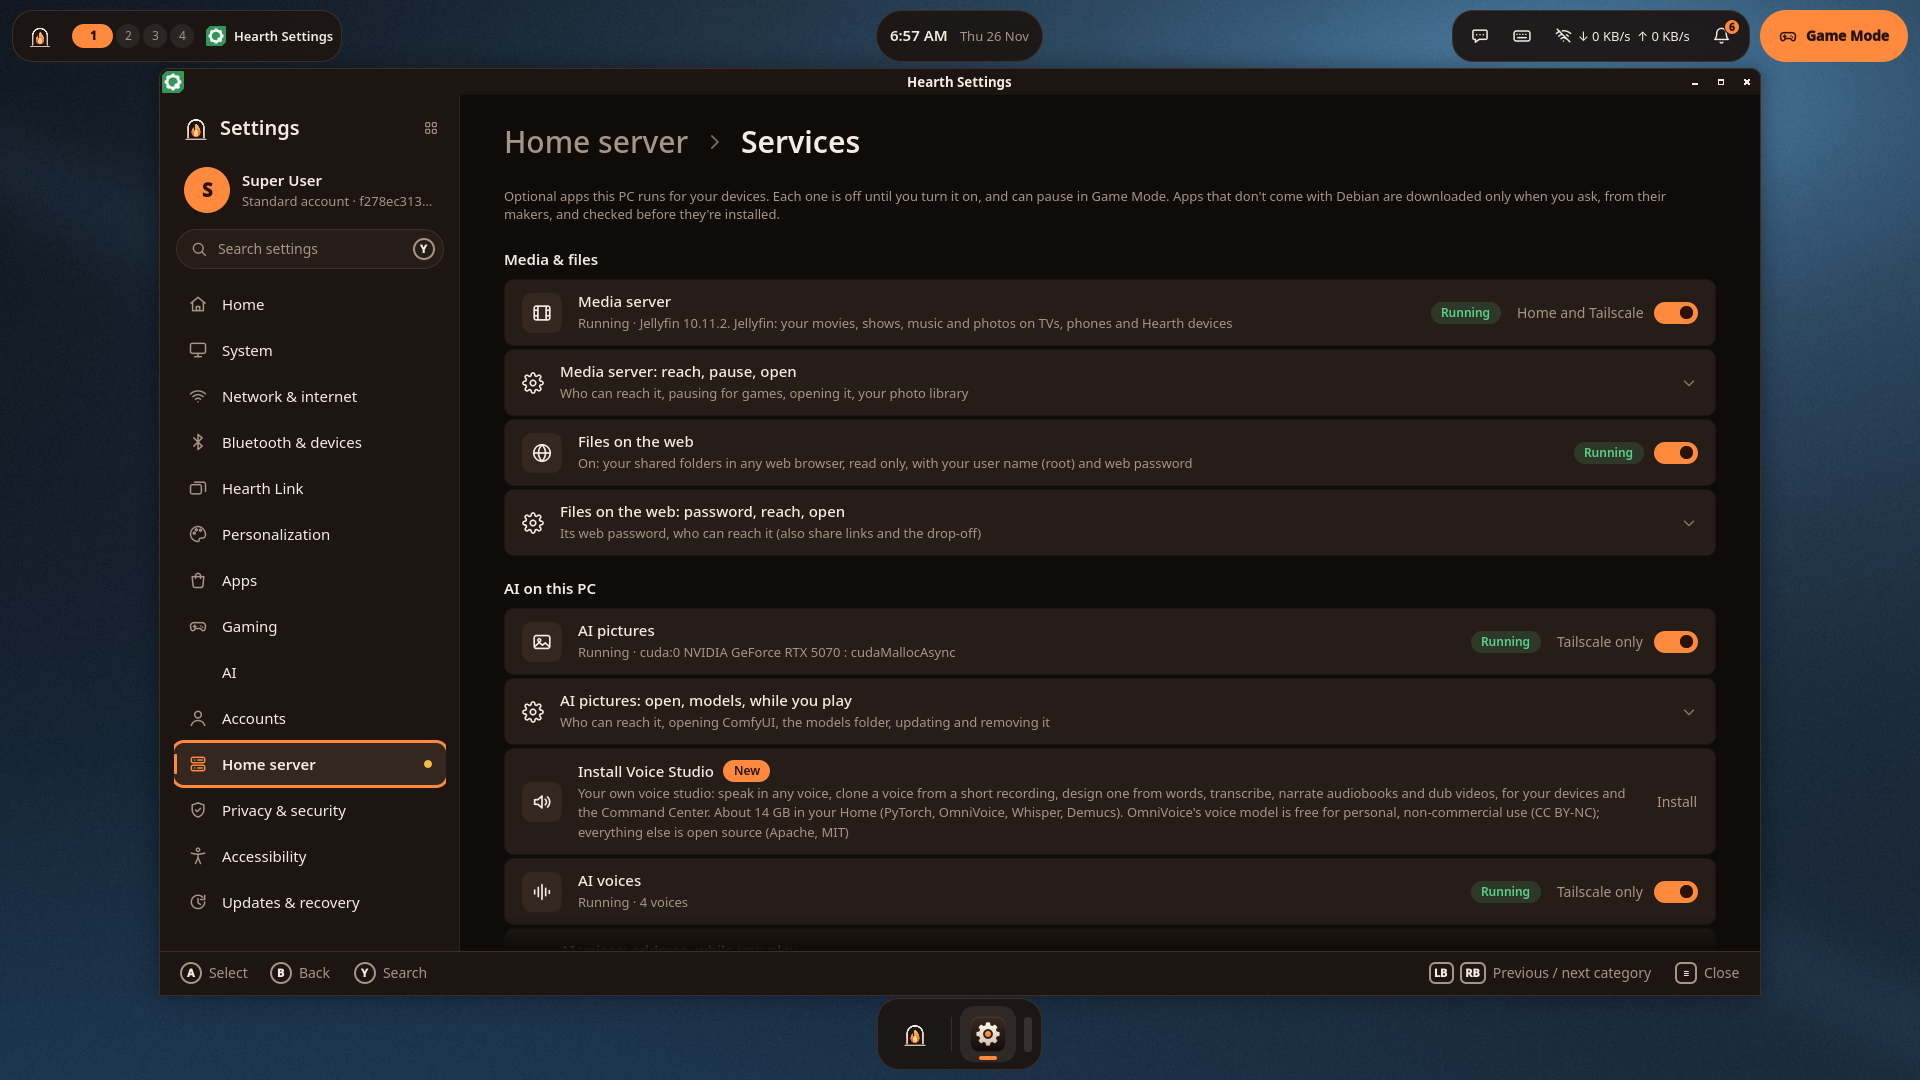 1 2 3 4 Hearth Settings
6:57 AM Thu 26 Nov
↓ 0 KB/s ↑ 0 KB/s
6
Game Mode
Hearth Settings
Settings
S
Super User
Standard account · f278ec313...
Search settings Y
Home
System
Network & internet
Bluetooth & devices
Hearth Link
Personalization
Apps
Gaming
AI
Accounts
Home server
Privacy & security
Accessibility
Updates & recovery
Home server > Services
Optional apps this PC runs for your devices. Each one is off until you turn it on, and can pause in Game Mode. Apps that don't come with Debian are downloaded only when you ask, from their
makers, and checked before they're installed.
Media & files
Media server
Running · Jellyfin 10.11.2. Jellyfin: your movies, shows, music and photos on TVs, phones and Hearth devices
Running Home and Tailscale
Media server: reach, pause, open
Who can reach it, pausing for games, opening it, your photo library
Files on the web
On: your shared folders in any web browser, read only, with your user name (root) and web password
Running
Files on the web: password, reach, open
Its web password, who can reach it (also share links and the drop-off)
AI on this PC
AI pictures
Running · cuda:0 NVIDIA GeForce RTX 5070 : cudaMallocAsync
Running Tailscale only
AI pictures: open, models, while you play
Who can reach it, opening ComfyUI, the models folder, updating and removing it
Install Voice Studio New
Your own voice studio: speak in any voice, clone a voice from a short recording, design one from words, transcribe, narrate audiobooks and dub videos, for your devices and
the Command Center. About 14 GB in your Home (PyTorch, OmniVoice, Whisper, Demucs). OmniVoice's voice model is free for personal, non-commercial use (CC BY-NC);
everything else is open source (Apache, MIT)
Install
AI voices
Running · 4 voices
Running Tailscale only
A Select B Back Y Search
LB RB Previous / next category Close